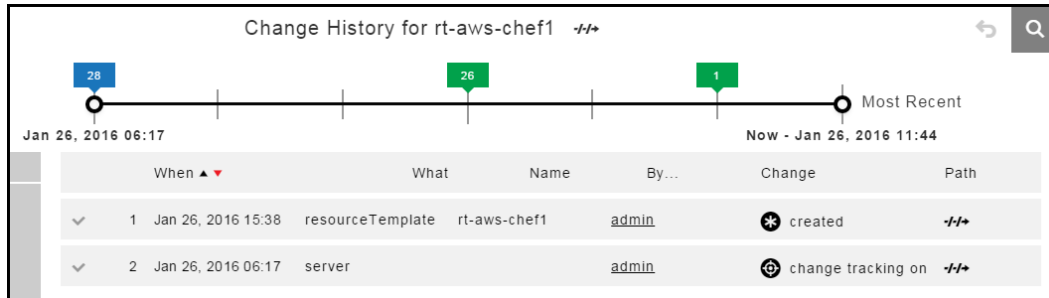 Change History for rt-aws-chef1
28 26 1
Most Recent
Jan 26, 2016 06:17 Now - Jan 26, 2016 11:44
When What Name By... Change Path
1 Jan 26, 2016 15:38 resourceTemplate rt-aws-chef1 admin created
2 Jan 26, 2016 06:17 server admin change tracking on